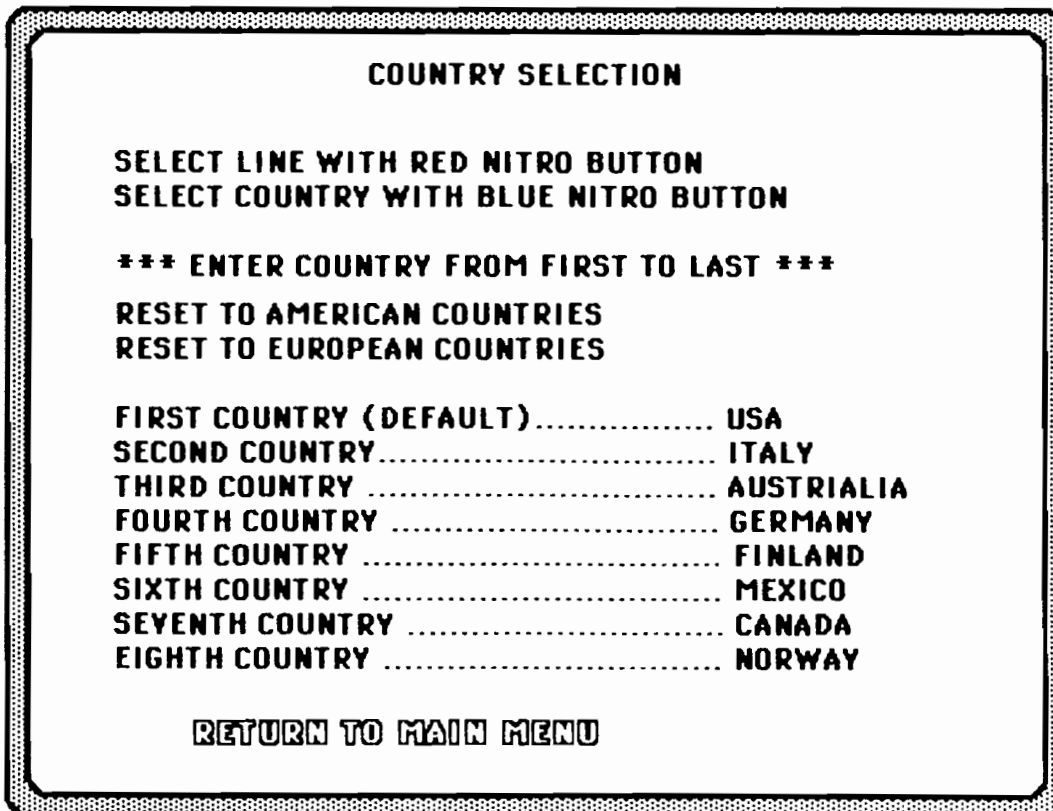 COUNTRY SELECTION
SELECT LINE WITH RED NITRO BUTTON
SELECT COUNTRY WITH BLUE NITRO BUTTON
*** ENTER COUNTRY FROM FIRST TO LAST ***
RESET TO AMERICAN COUNTRIES
RESET TO EUROPEAN COUNTRIES
FIRST COUNTRY (DEFAULT)................. USA
SECOND COUNTRY................................ ITALY
THIRD COUNTRY ................................. AUSTRIALIA
FOURTH COUNTRY ............................... GERMANY
FIFTH COUNTRY .................................. FINLAND
SIXTH COUNTRY .................................. MEXICO
SEVENTH COUNTRY .............................. CANADA
EIGHTH COUNTRY ................................ NORWAY
RETURN TO MAIN MENU